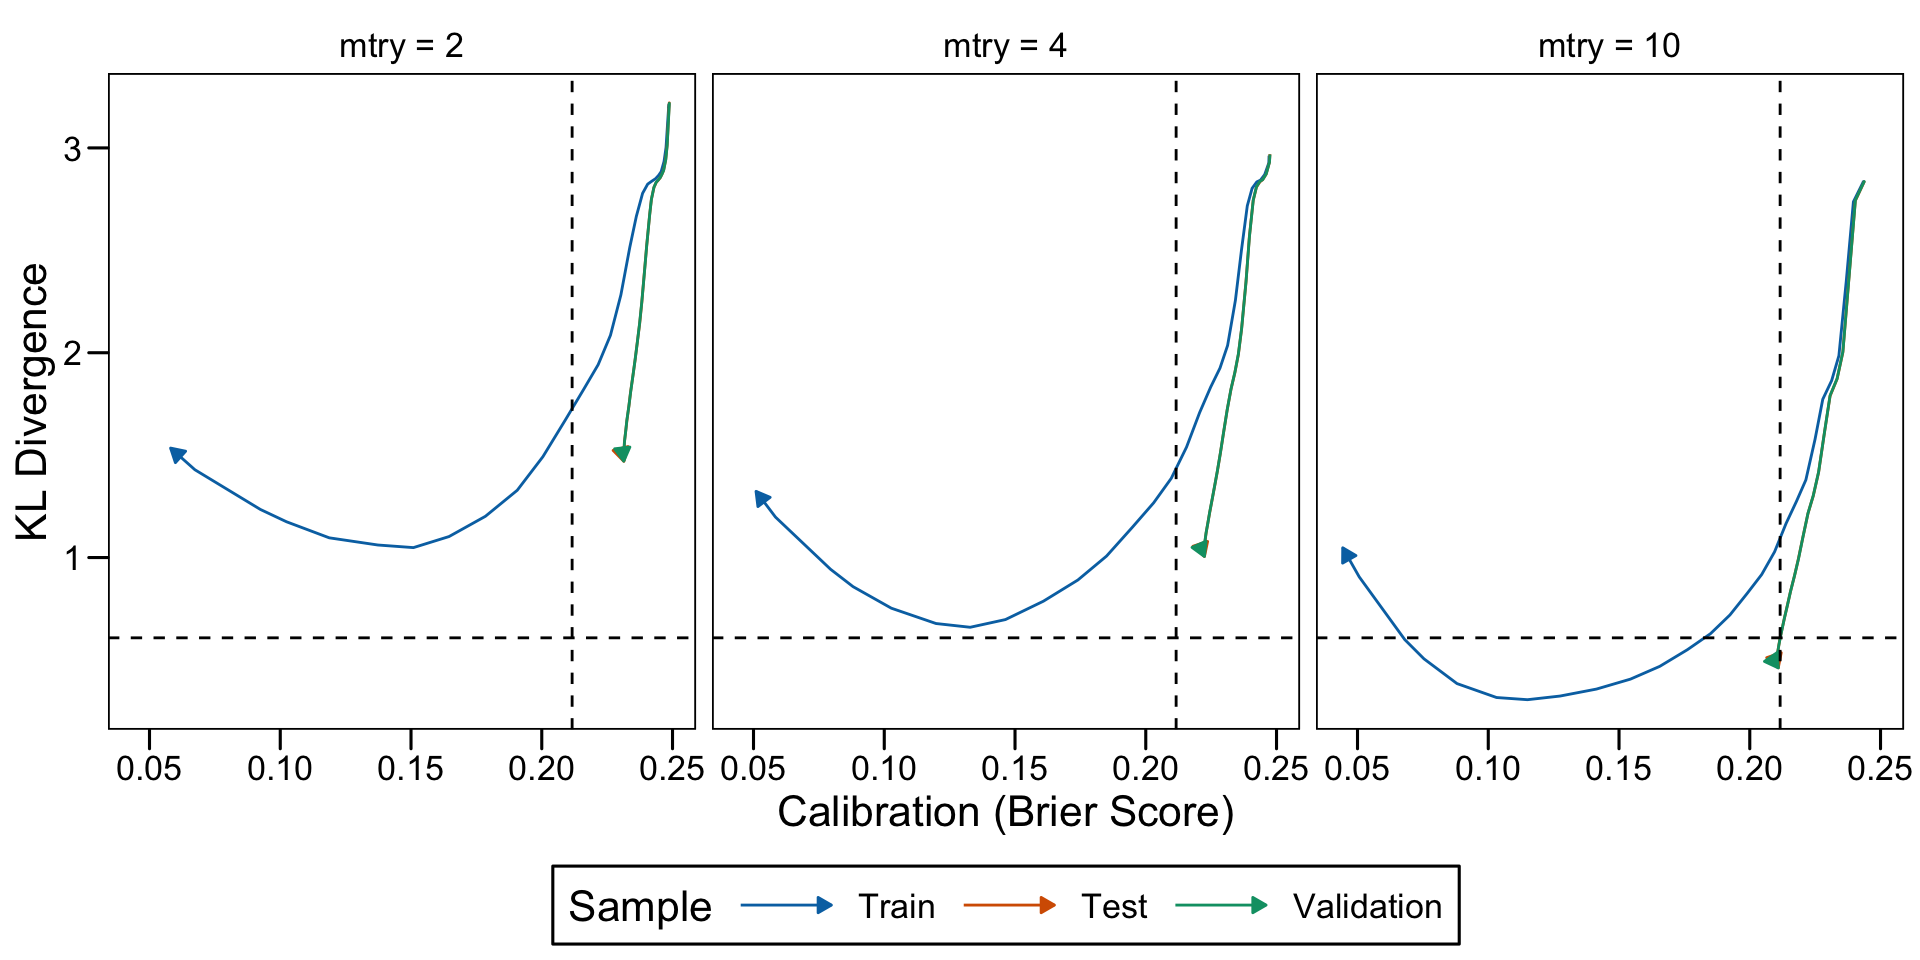 mtry = 2
mtry = 4
mtry = 10
KL Divergence
3
2
1
0.05 0.10 0.15 0.20 0.25
0.05 0.10 0.15 0.20 0.25
0.05 0.10 0.15 0.20 0.25
Calibration (Brier Score)
Sample Train Test Validation